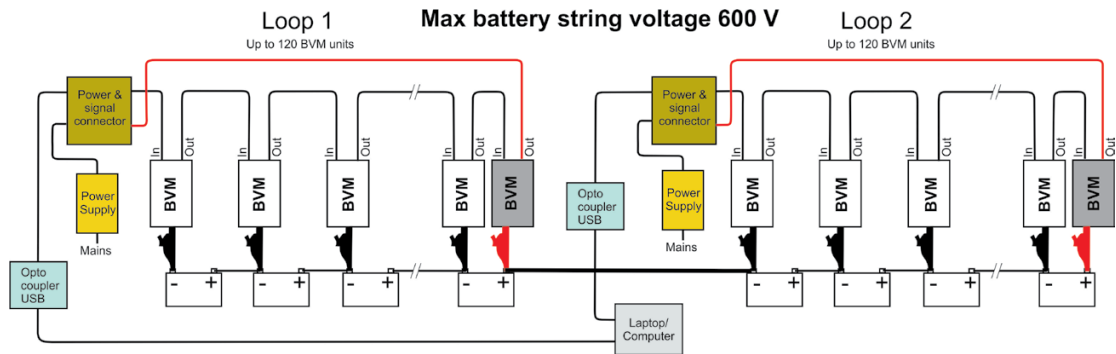 Max battery string voltage 600 V
Loop 1
Up to 120 BVM units
Power &
signal
connector
Power
Supply
Mains
Opto
coupler
USB
In
Out
In
Out
In
Out
In
Out
In
Out
BVM
BVM
BVM
BVM
BVM
- +
- +
- +
- +
Loop 2
Up to 120 BVM units
Power &
signal
connector
Opto
coupler
USB
Power
Supply
Mains
In
Out
In
Out
In
Out
In
Out
In
Out
BVM
BVM
BVM
BVM
BVM
- +
- +
- +
- +
Laptop/
Computer